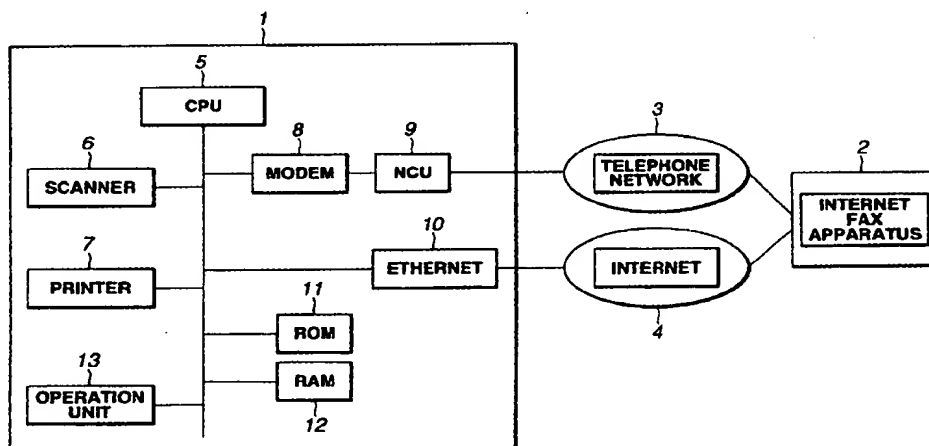 1
5
CPU
6
SCANNER
8
MODEM
9
NCU
3
TELEPHONE
NETWORK
2
INTERNET
FAX
APPARATUS
7
PRINTER
10
ETHERNET
INTERNET
4
11
ROM
13
OPERATION
UNIT
RAM
12